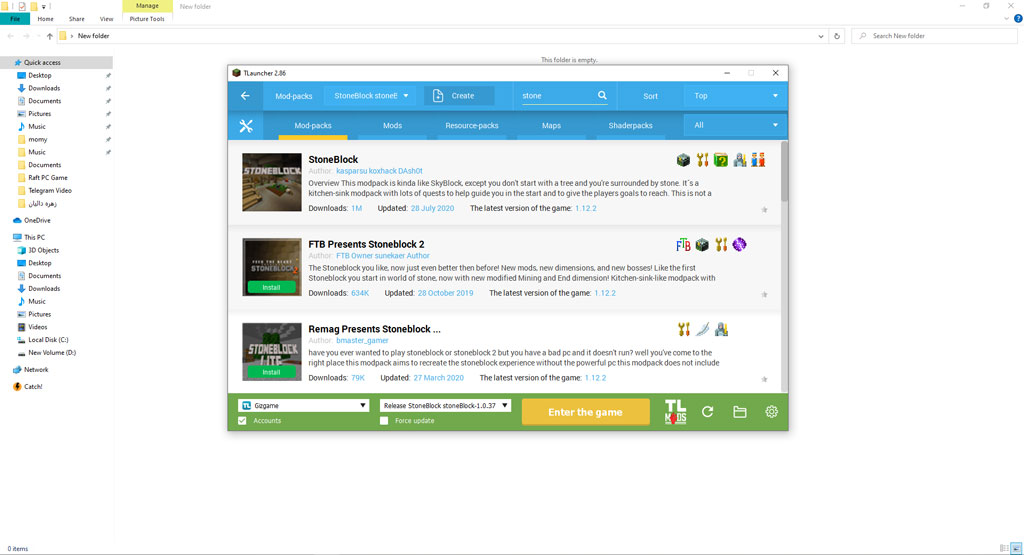 Manage
New folder
File
Home
Share
View
Picture Tools
New folder
Search New folder
This folder is empty.
Quick access
Desktop
Downloads
Documents
Pictures
Music
momy
Music
Documents
Raft PC Game
Telegram Video
زهره داليان
OneDrive
This PC
3D Objects
Desktop
Documents
Downloads
Music
Pictures
Videos
Local Disk (C:)
New Volume (D:)
Network
Catch!
0 items
TLauncher 2.86
Mod-packs
StoneBlock stoneE
Create
stone
Sort
Top
Mod-packs
Mods
Resource-packs
Maps
Shaderpacks
All
STONEBLOCK
StoneBlock
Author: kasparsu koxhack DAsh0t
Overview This modpack is kinda like SkyBlock, except you don't start with a tree and you're surrounded by stone. It´s a
kitchen-sink modpack with lots of quests to help guide you in the start and to give the players goals to reach. This is not a
Downloads: 1M Updated: 28 July 2020 The latest version of the game: 1.12.2
STONEBLOCK
Install
FTB Presents Stoneblock 2
Author: FTB Owner sunekaer Author
FTB
The Stoneblock you like, now just even better then before! New mods, new dimensions, and new bosses! Like the first
Stoneblock you start in world of stone, now with new modified Mining and End dimension! Kitchen-sink-like modpack with
Downloads: 634K Updated: 28 October 2019 The latest version of the game: 1.12.2
STONEBLOCK
LITE
Install
Remag Presents Stoneblock ...
Author: bmaster_gamer
have you ever wanted to play stoneblock or stoneblock 2 but you have a bad pc and it doesn't run? well you've come to the
right place this modpack aims to recreate the stoneblock experience without the powerful pc this modpack does not include
Downloads: 79K Updated: 27 March 2020 The latest version of the game: 1.12.2
Gizgame
Release StoneBlock stoneBlock-1.0.37
Enter the game
TL
MODS
Accounts
Force update